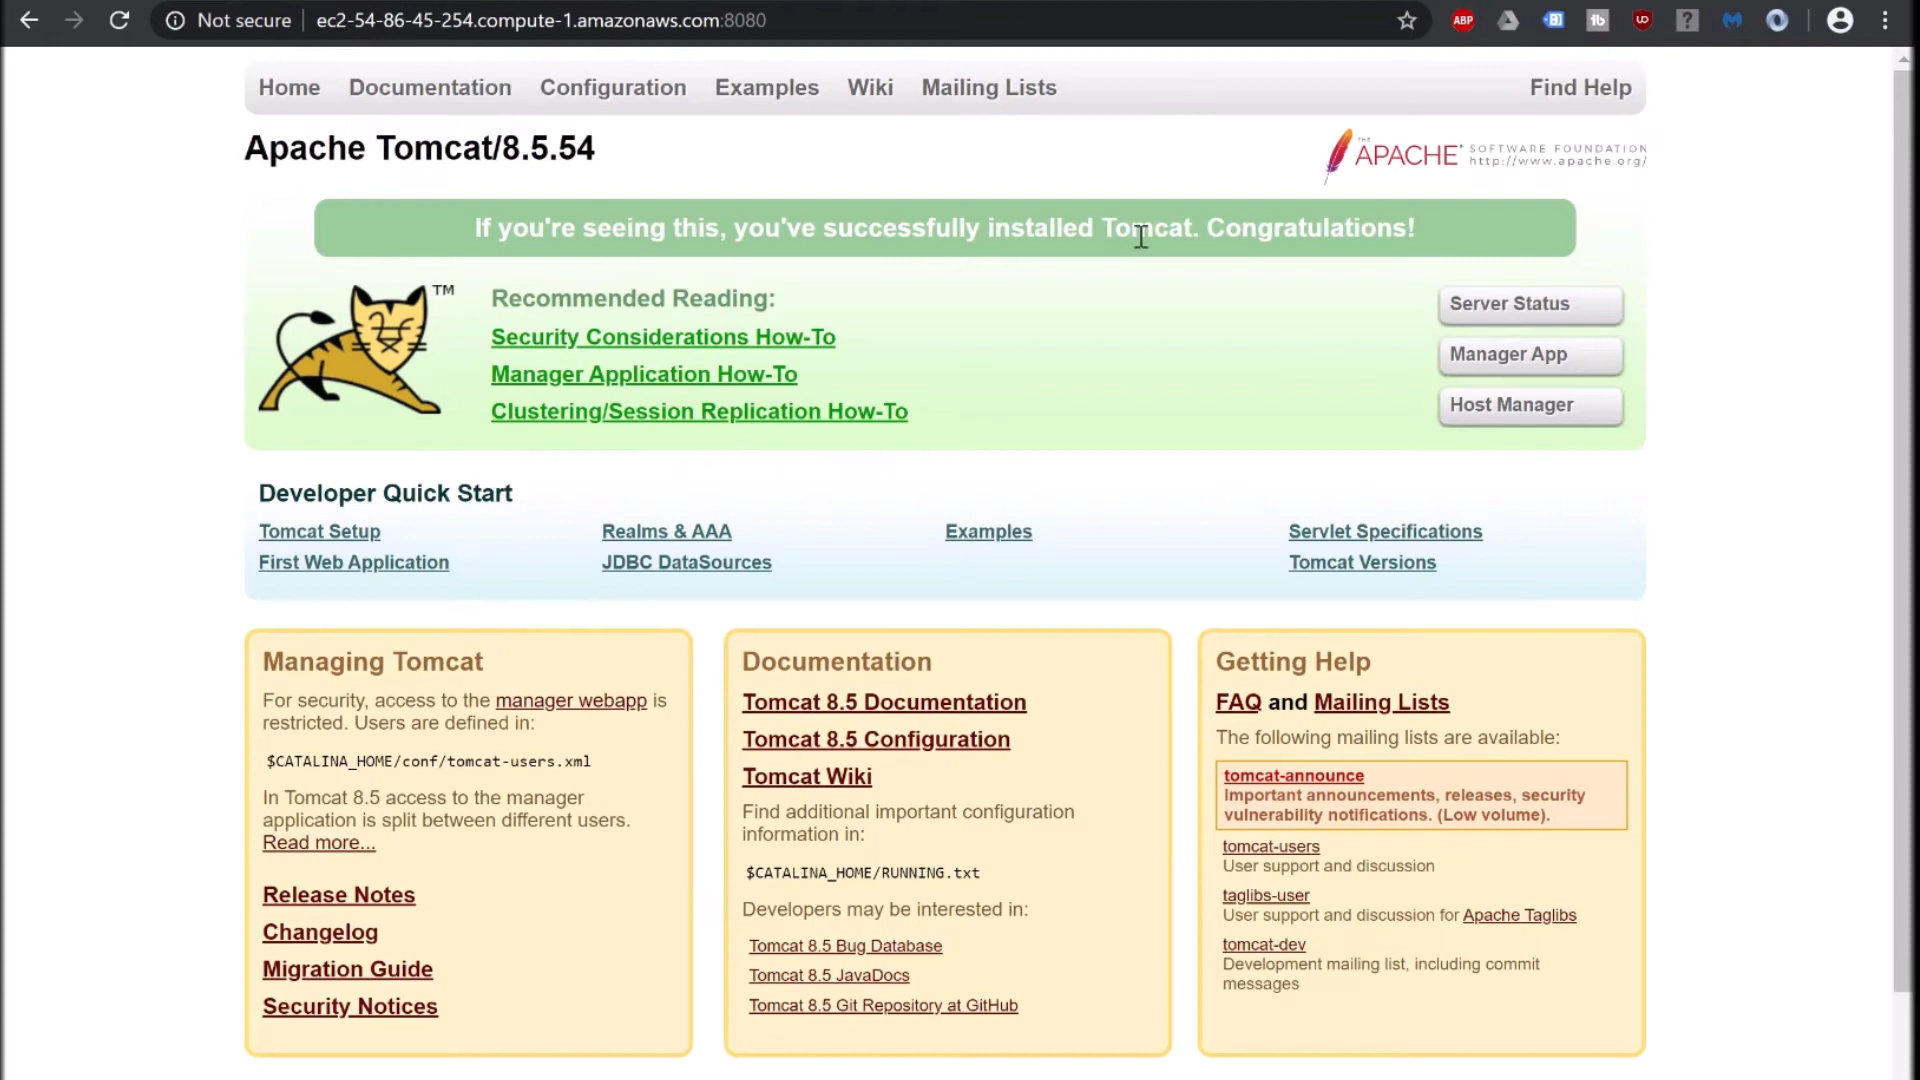 Not secure | ec2-54-86-45-254.compute-1.amazonaws.com:8080
ABP
Home Documentation Configuration Examples Wiki Mailing Lists Find Help
Apache Tomcat/8.5.54
THE APACHE® SOFTWARE FOUNDATION
http://www.apache.org/
If you're seeing this, you've successfully installed Tomcat. Congratulations!
TM
Recommended Reading:
Security Considerations How-To
Manager Application How-To
Clustering/Session Replication How-To
Server Status
Manager App
Host Manager
Developer Quick Start
Tomcat Setup
First Web Application
Realms & AAA
JDBC DataSources
Examples
Servlet Specifications
Tomcat Versions
Managing Tomcat
For security, access to the manager webapp is
restricted. Users are defined in:
$CATALINA_HOME/conf/tomcat-users.xml
In Tomcat 8.5 access to the manager
application is split between different users.
Read more...
Release Notes
Changelog
Migration Guide
Security Notices
Documentation
Tomcat 8.5 Documentation
Tomcat 8.5 Configuration
Tomcat Wiki
Find additional important configuration
information in:
$CATALINA_HOME/RUNNING.txt
Developers may be interested in:
Tomcat 8.5 Bug Database
Tomcat 8.5 JavaDocs
Tomcat 8.5 Git Repository at GitHub
Getting Help
FAQ and Mailing Lists
The following mailing lists are available:
tomcat-announce
Important announcements, releases, security
vulnerability notifications. (Low volume).
tomcat-users
User support and discussion
taglibs-user
User support and discussion for Apache Taglibs
tomcat-dev
Development mailing list, including commit
messages